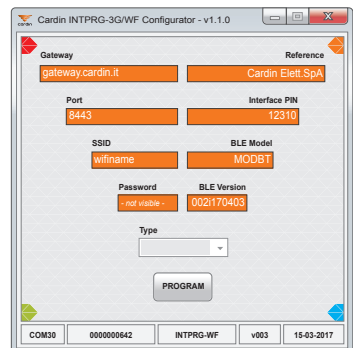 Cardin INTPRG-3G/WF Configurator - v1.1.0
Gateway Reference
gateway.cardin.it Cardin Elett.SpA
Port Interface PIN
8443 12310
SSID BLE Model
wifiname MODBT
Password BLE Version
- not visible - 002i170403
Type
PROGRAM
COM30 0000000642 INTPRG-WF v003 15-03-2017